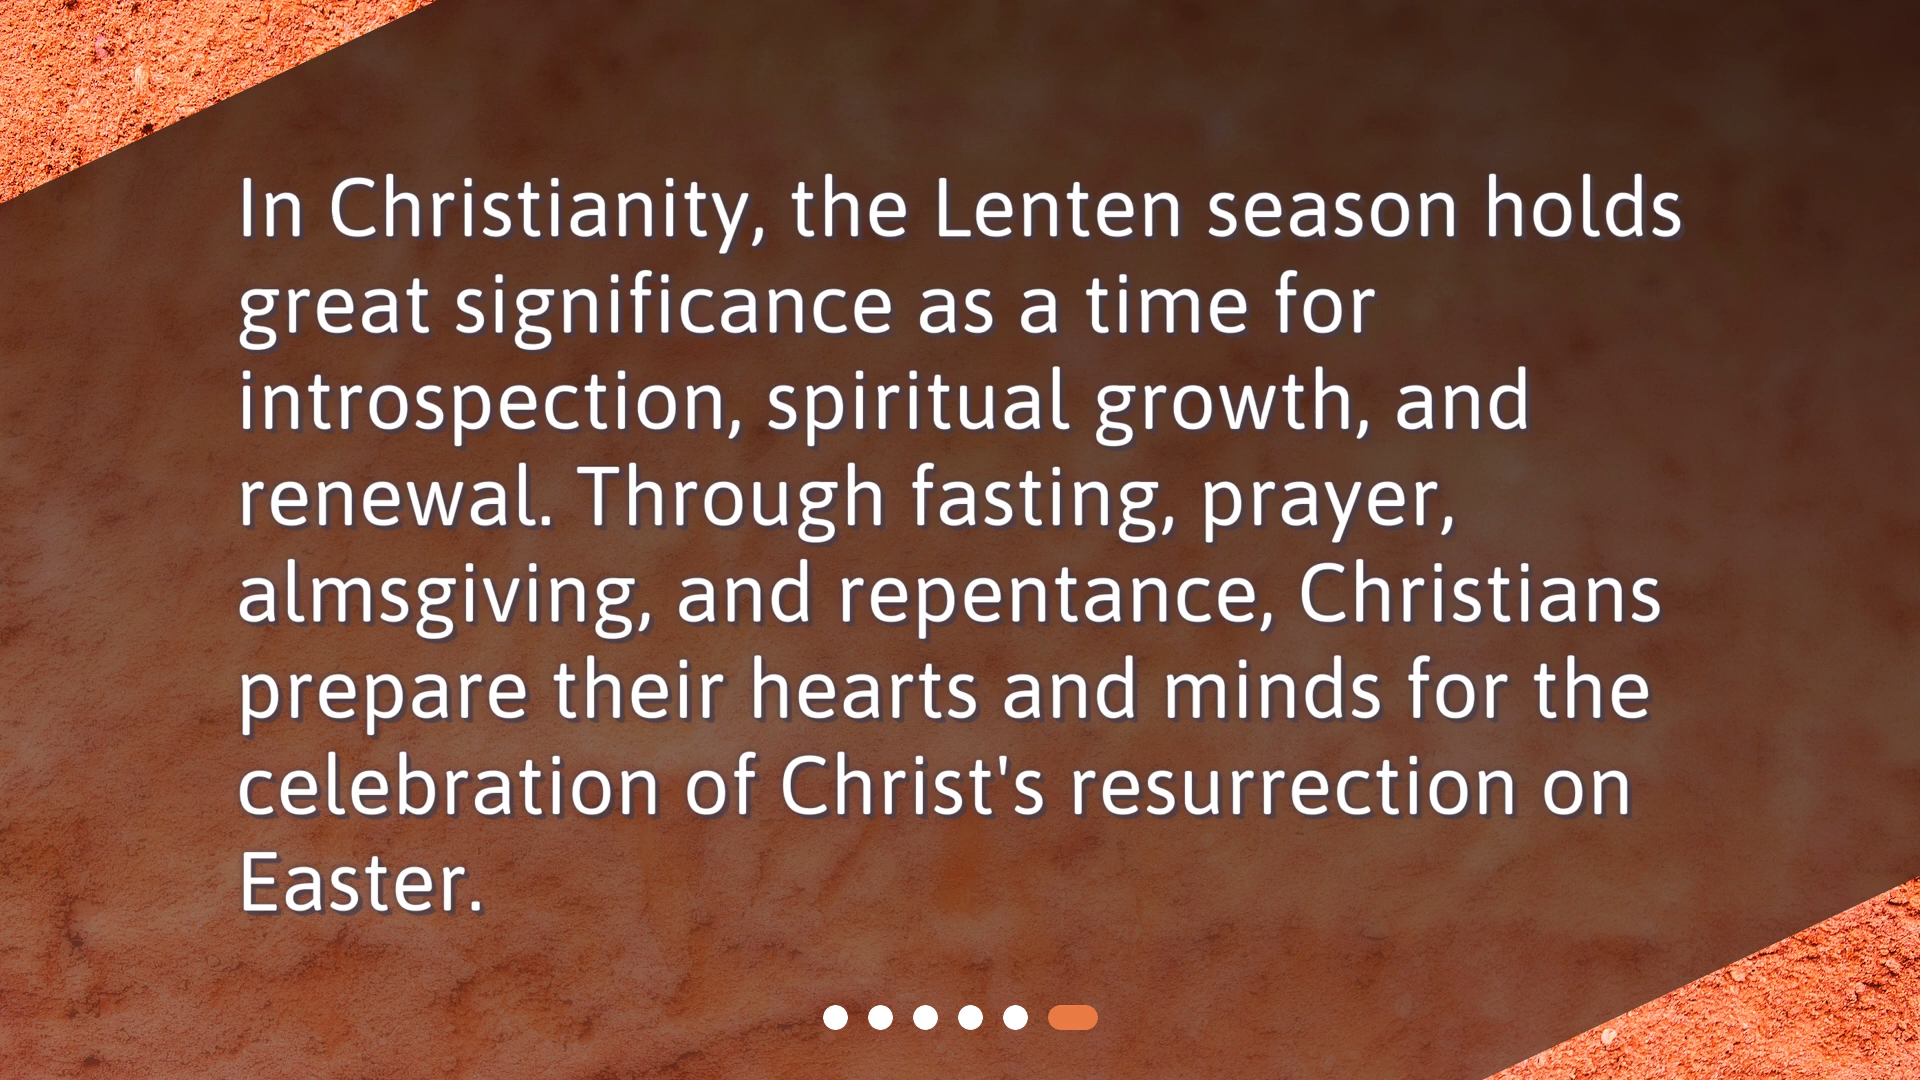 In Christianity, the Lenten season holds
great significance as a time for
introspection, spiritual growth, and
renewal. Through fasting, prayer,
almsgiving, and repentance, Christians
prepare their hearts and minds for the
celebration of Christ's resurrection on
Easter.